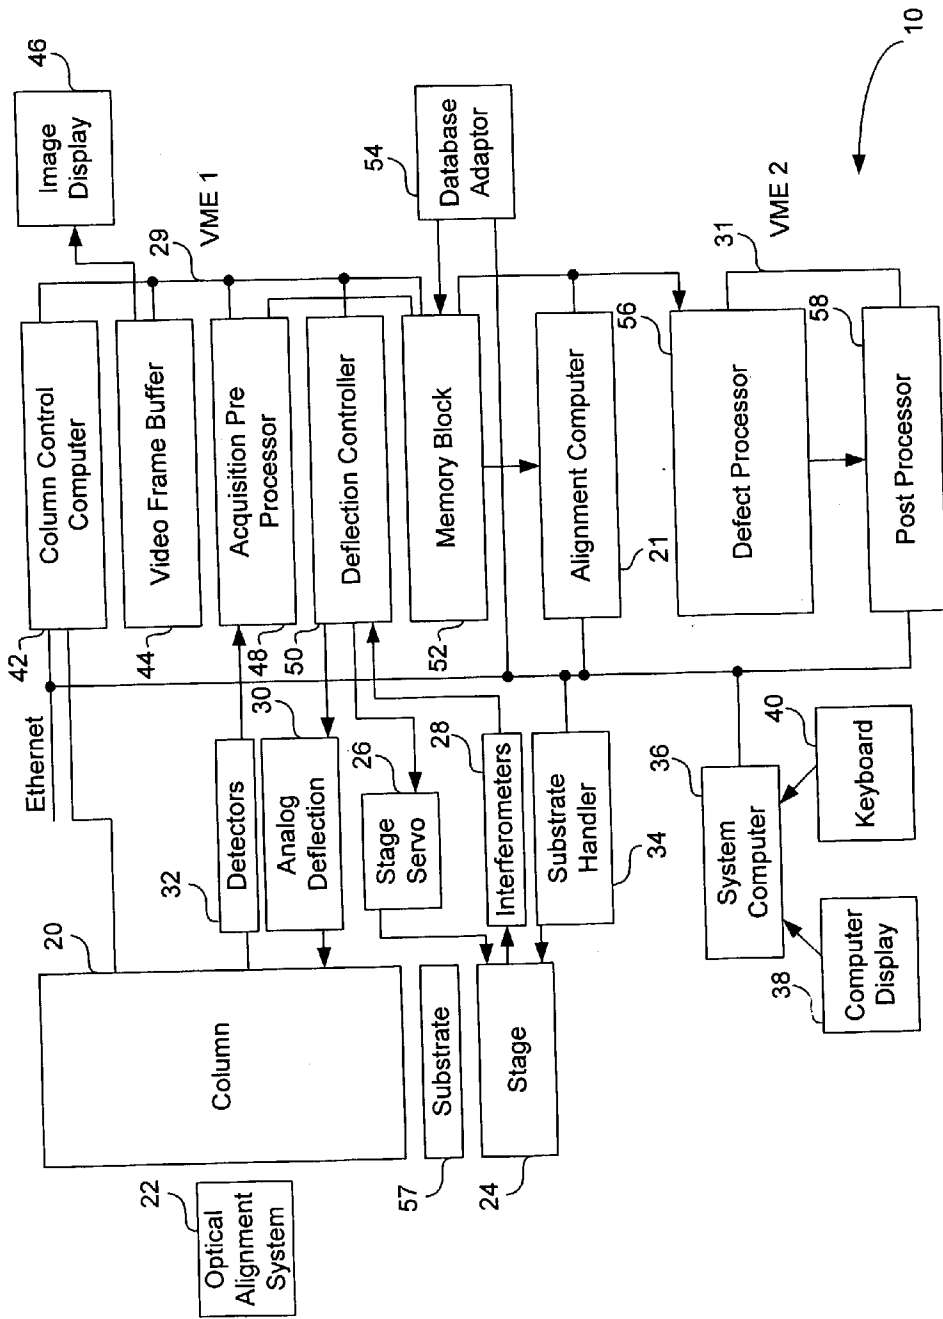 46
Image
Display
VME 1
29
42
Column Control
Computer
44
Video Frame Buffer
48
Acquisition Pre
Processor
50
Deflection Controller
52
Memory Block
54
Database
Adaptor
21
Alignment Computer
56
Defect Processor
VME 2
31
58
Post Processor
10
Ethernet
20
Column
32
Detectors
30
Analog
Deflection
26
Stage
Servo
28
Interferometers
34
Substrate
Handler
36
System
Computer
40
Keyboard
38
Computer
Display
22
Optical
Alignment
System
57
Substrate
24
Stage